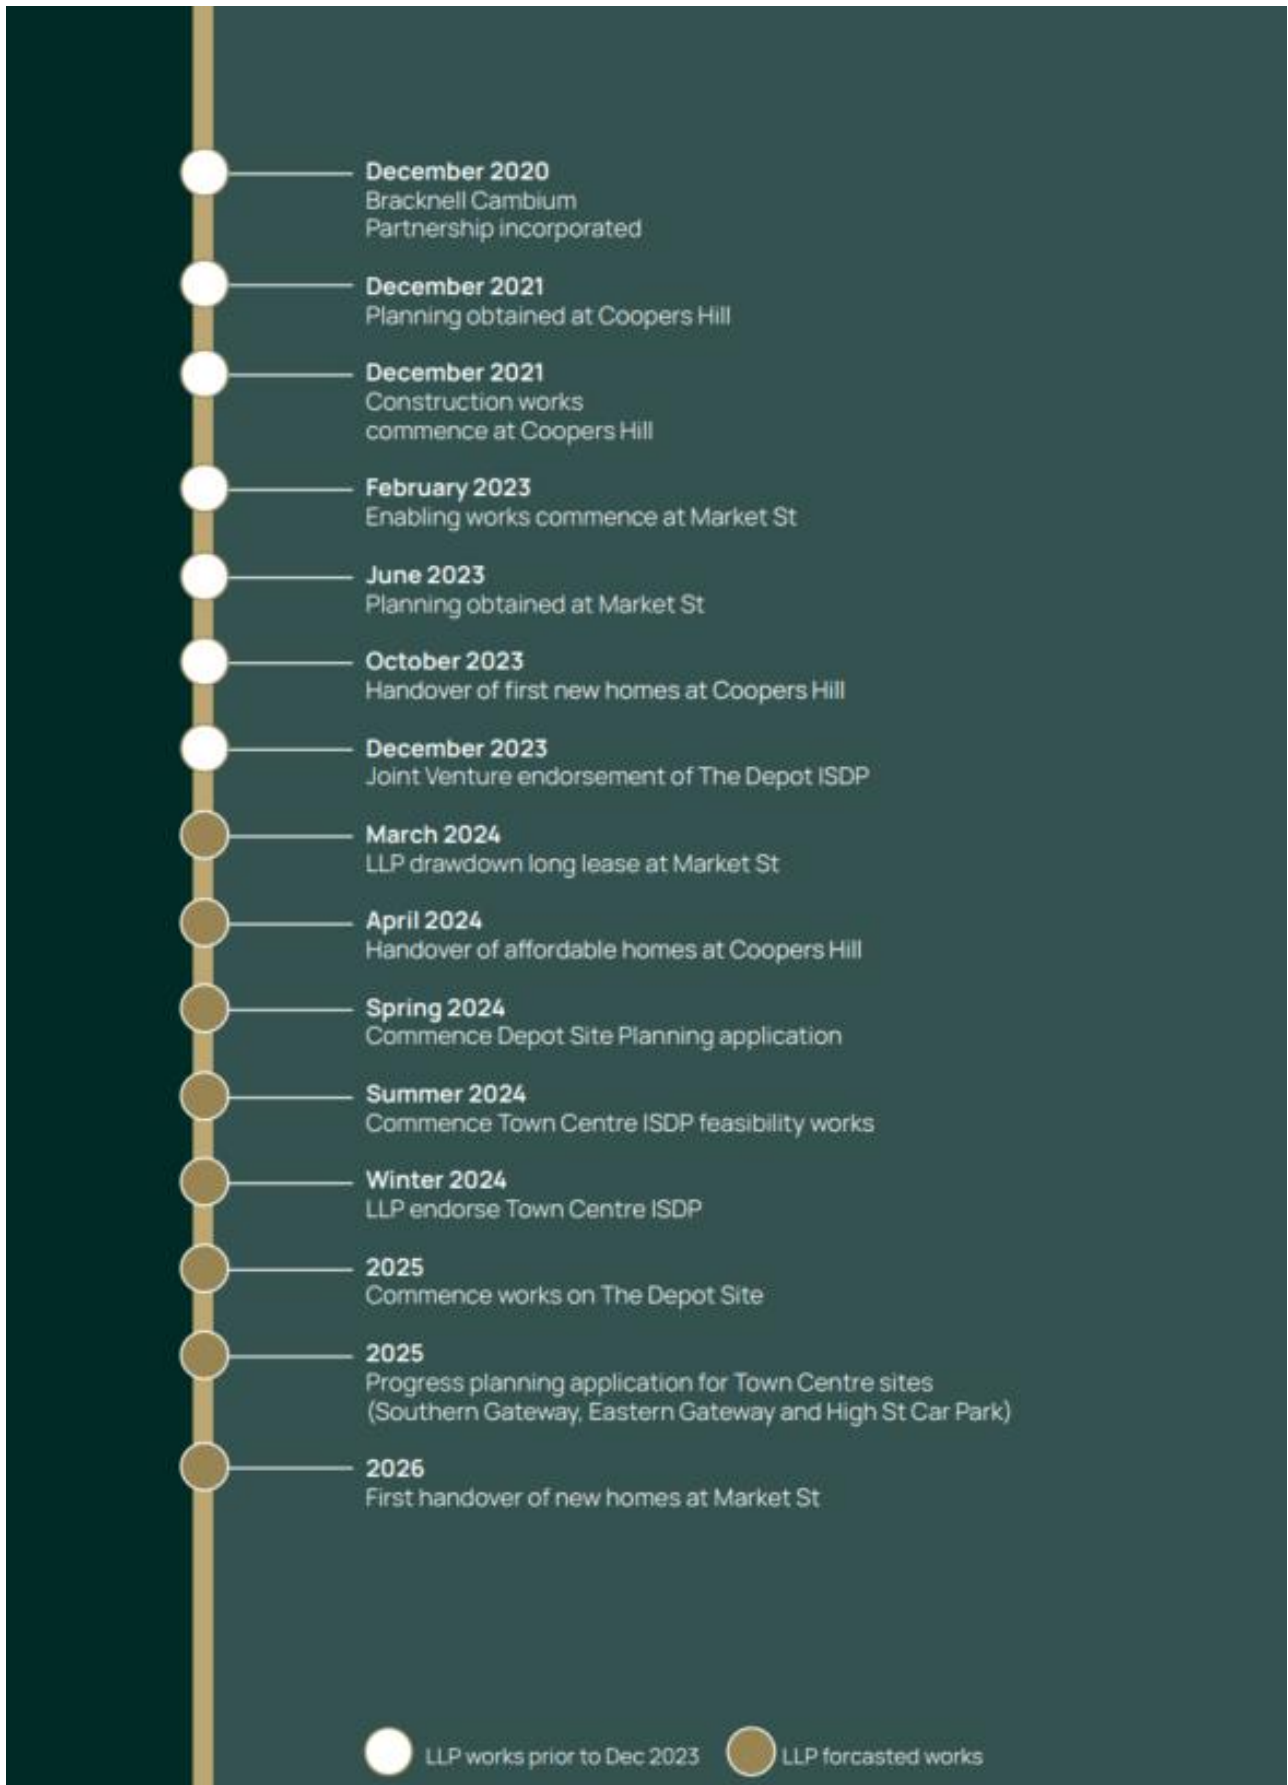 December 2020
Bracknell Cambium
Partnership incorporated
December 2021
Planning obtained at Coopers Hill
December 2021
Construction works
commence at Coopers Hill
February 2023
Enabling works commence at Market St
June 2023
Planning obtained at Market St
October 2023
Handover of first new homes at Coopers Hill
December 2023
Joint Venture endorsement of The Depot ISDP
March 2024
LLP drawdown long lease at Market St
April 2024
Handover of affordable homes at Coopers Hill
Spring 2024
Commence Depot Site Planning application
Summer 2024
Commence Town Centre ISDP feasibility works
Winter 2024
LLP endorse Town Centre ISDP
2025
Commence works on The Depot Site
2025
Progress planning application for Town Centre sites
(Southern Gateway, Eastern Gateway and High St Car Park)
2026
First handover of new homes at Market St
LLP works prior to Dec 2023
LLP forcasted works